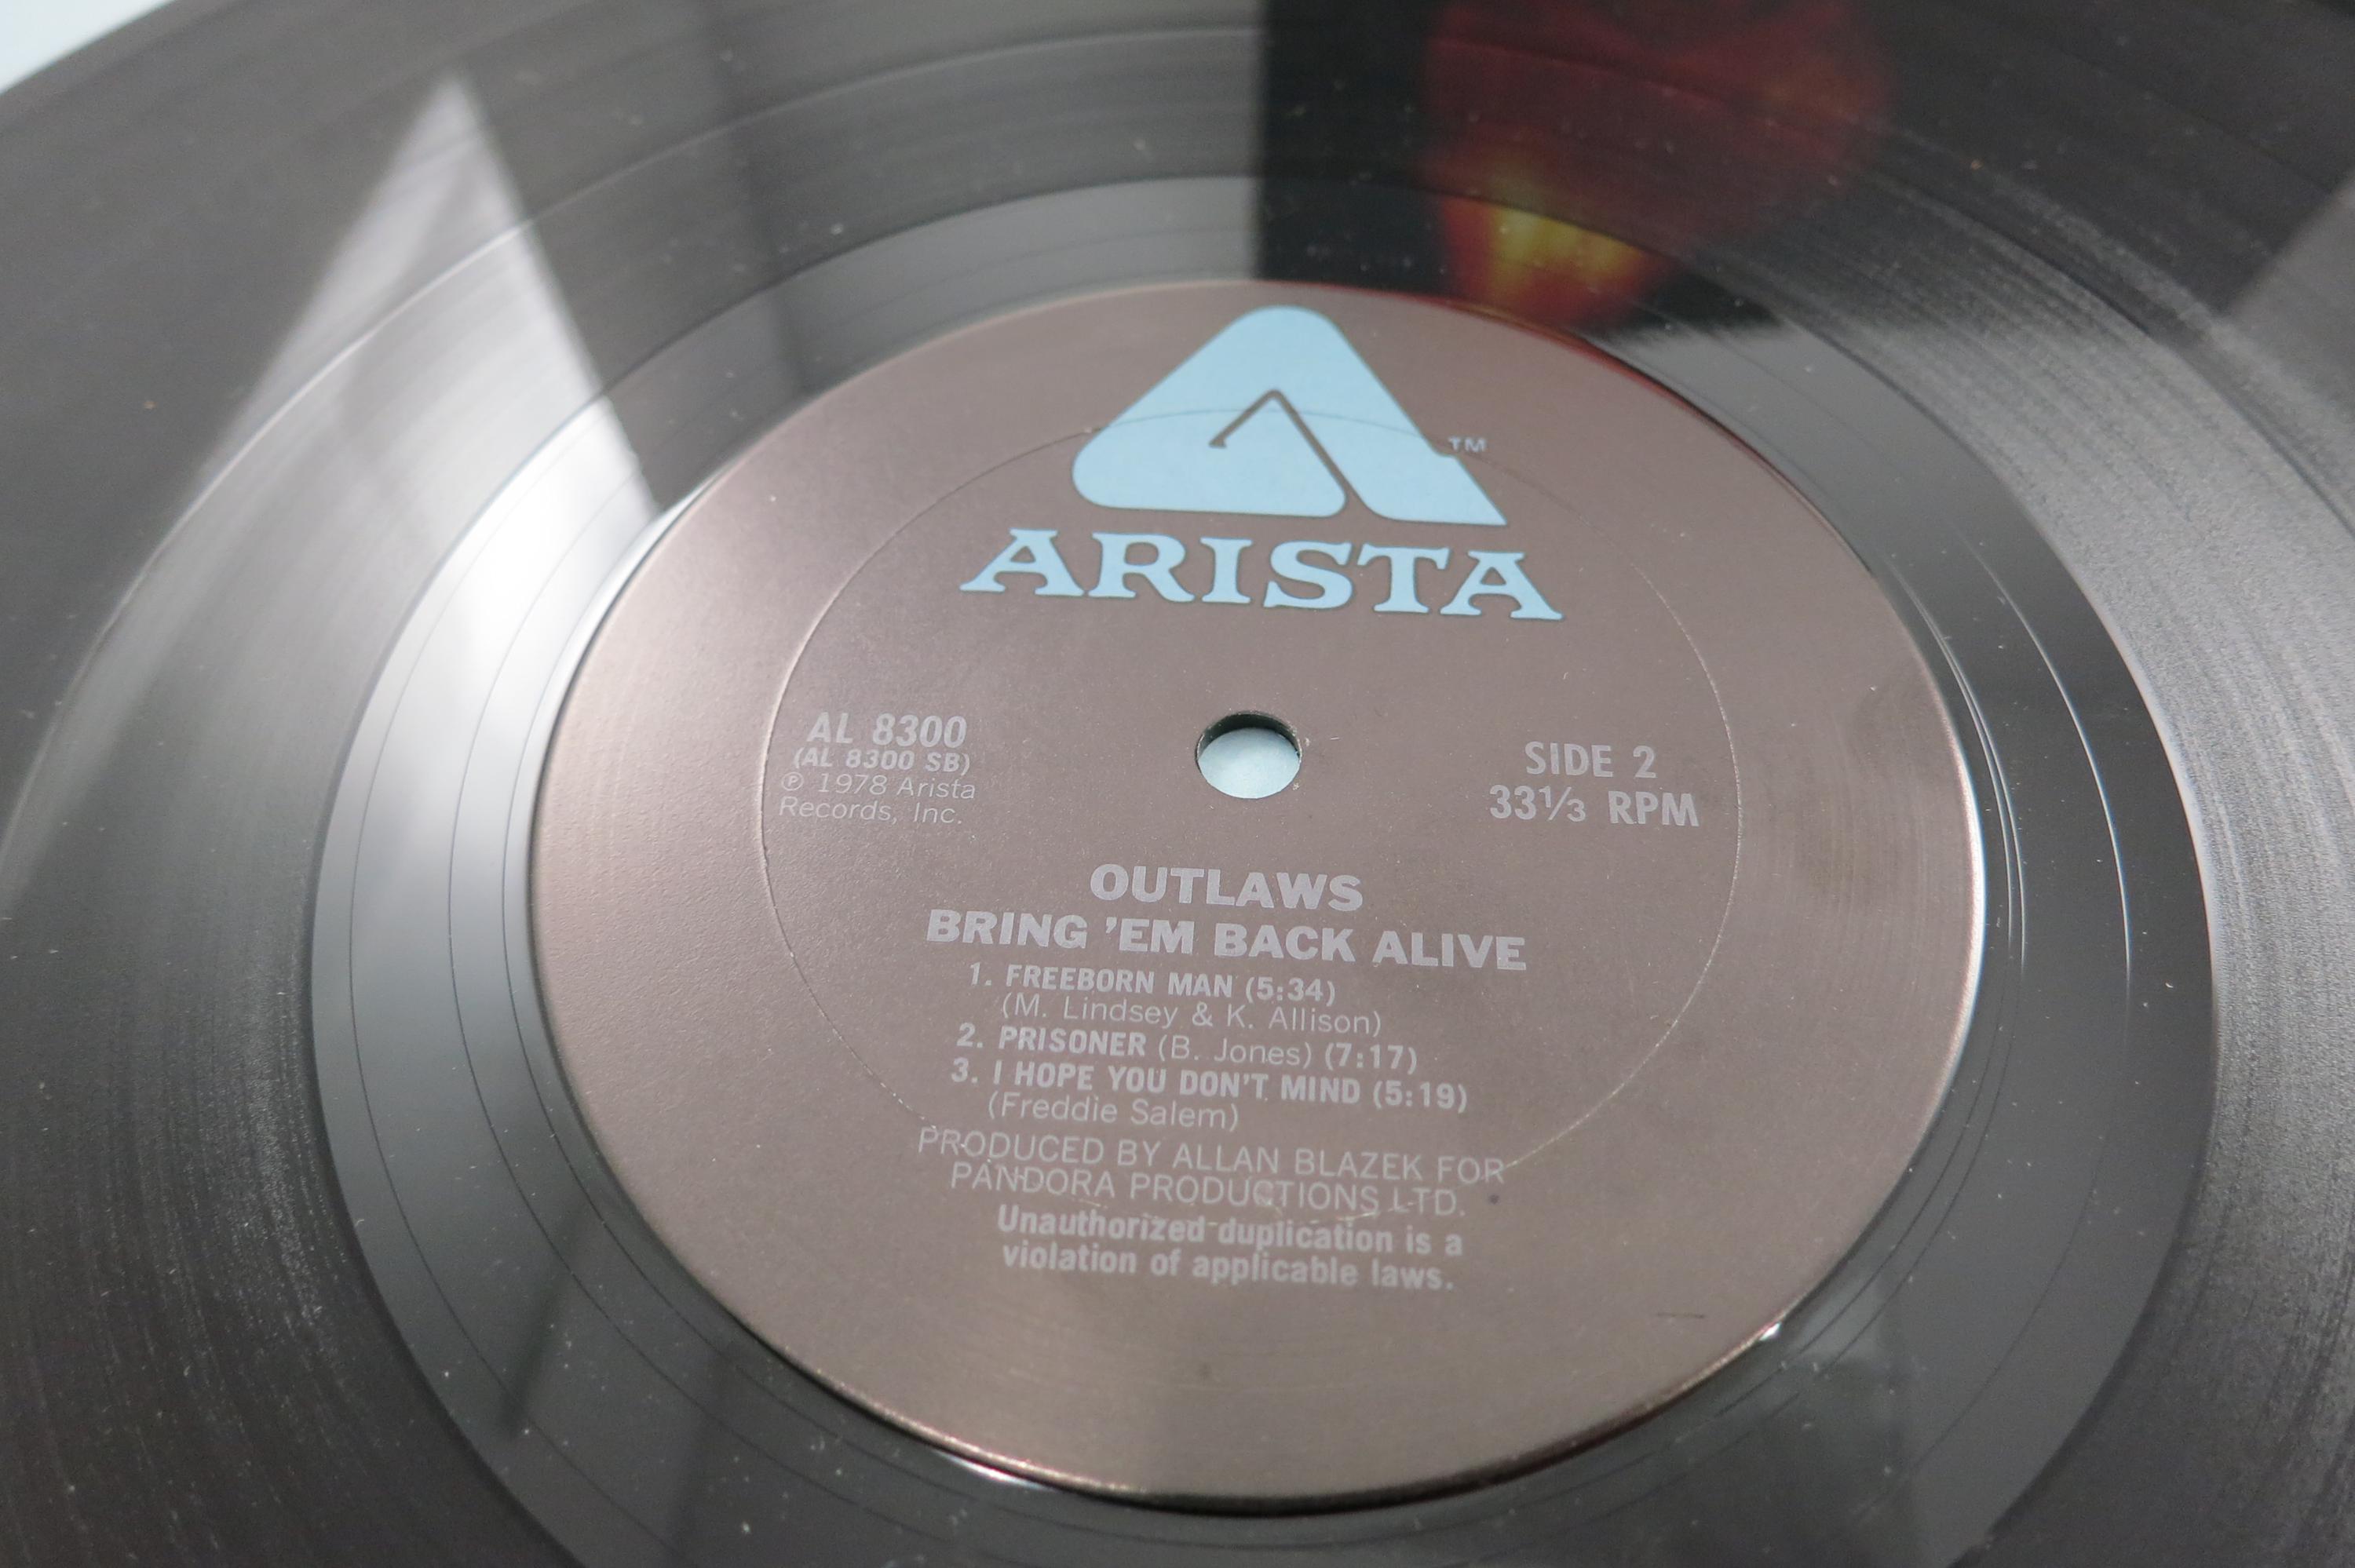 TM
ARISTA
AL 8300
(AL 8300 SB)
℗ 1978 Arista
Records, Inc.
SIDE 2
33⅓ RPM
OUTLAWS
BRING 'EM BACK ALIVE
1. FREEBORN MAN (5:34)
(M. Lindsey & K. Allison)
2. PRISONER (B. Jones) (7:17)
3. I HOPE YOU DON'T MIND (5:19)
(Freddie Salem)
PRODUCED BY ALLAN BLAZEK FOR
PANDORA PRODUCTIONS LTD.
Unauthorized duplication is a
violation of applicable laws.